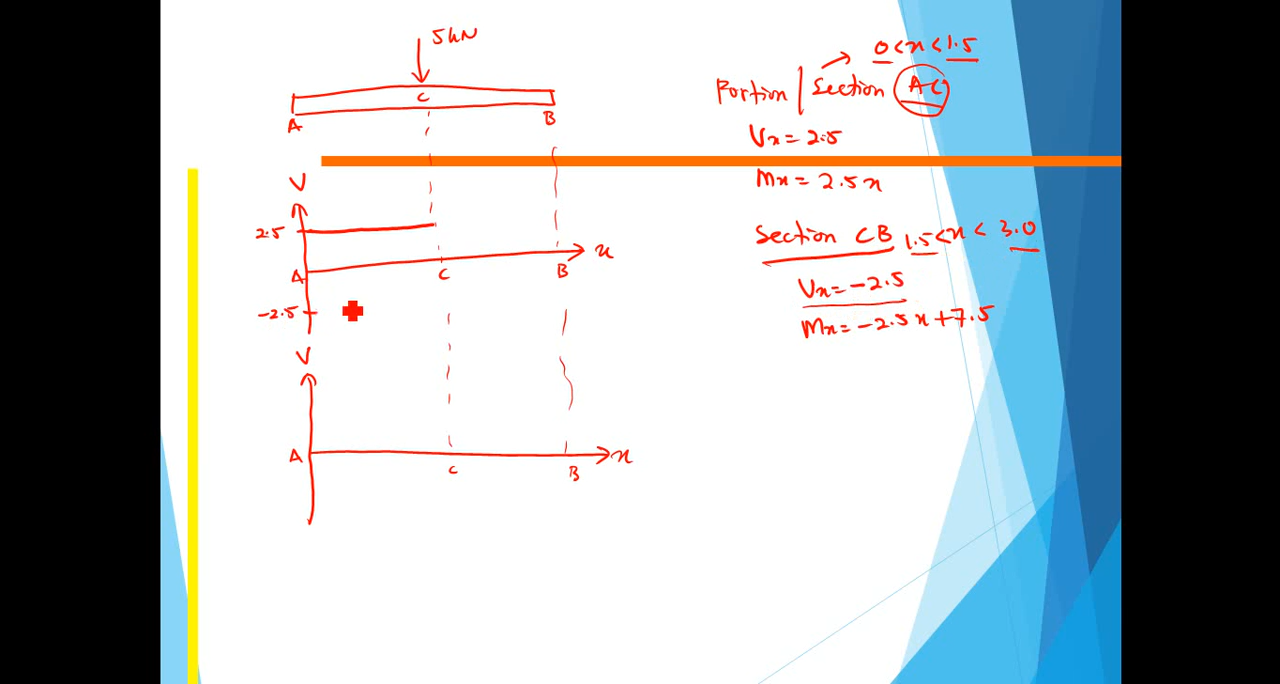 5kN
C
A
B
V
2.5
A
C
B
x
-2.5
V
A
C
B
x
0<x<1.5
Portion | Section AC
Vx = 2.5
Mx = 2.5x
Section CB 1.5<x< 3.0
Vx = -2.5
Mx = -2.5x+7.5